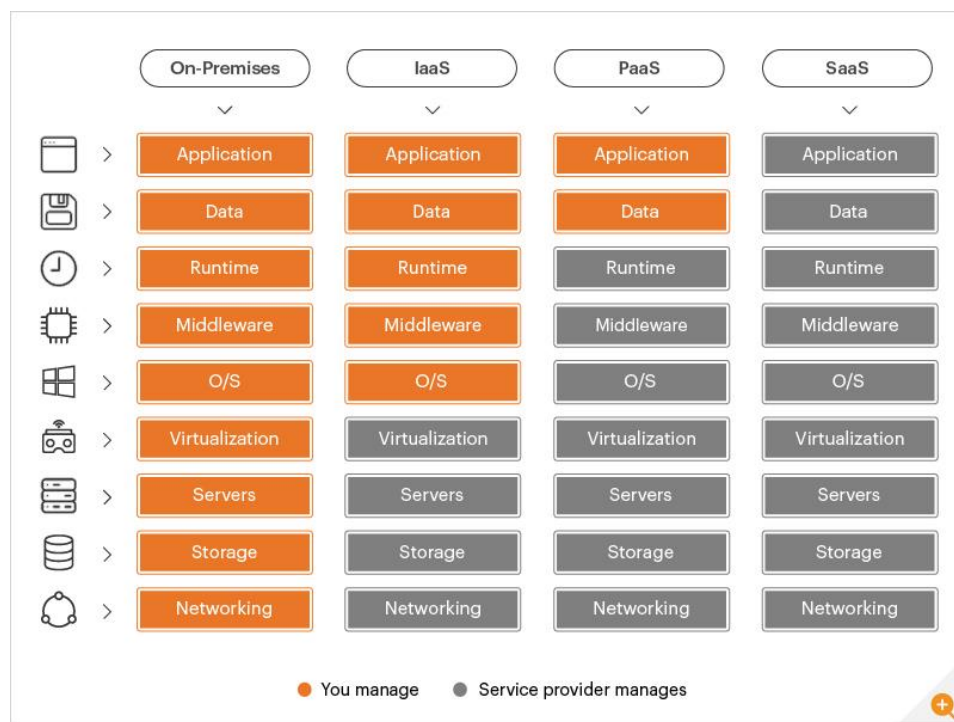 On-Premises IaaS PaaS SaaS
Application Application Application Application
Data Data Data Data
Runtime Runtime Runtime Runtime
Middleware Middleware Middleware Middleware
O/S O/S O/S O/S
Virtualization Virtualization Virtualization Virtualization
Servers Servers Servers Servers
Storage Storage Storage Storage
Networking Networking Networking Networking
You manage Service provider manages